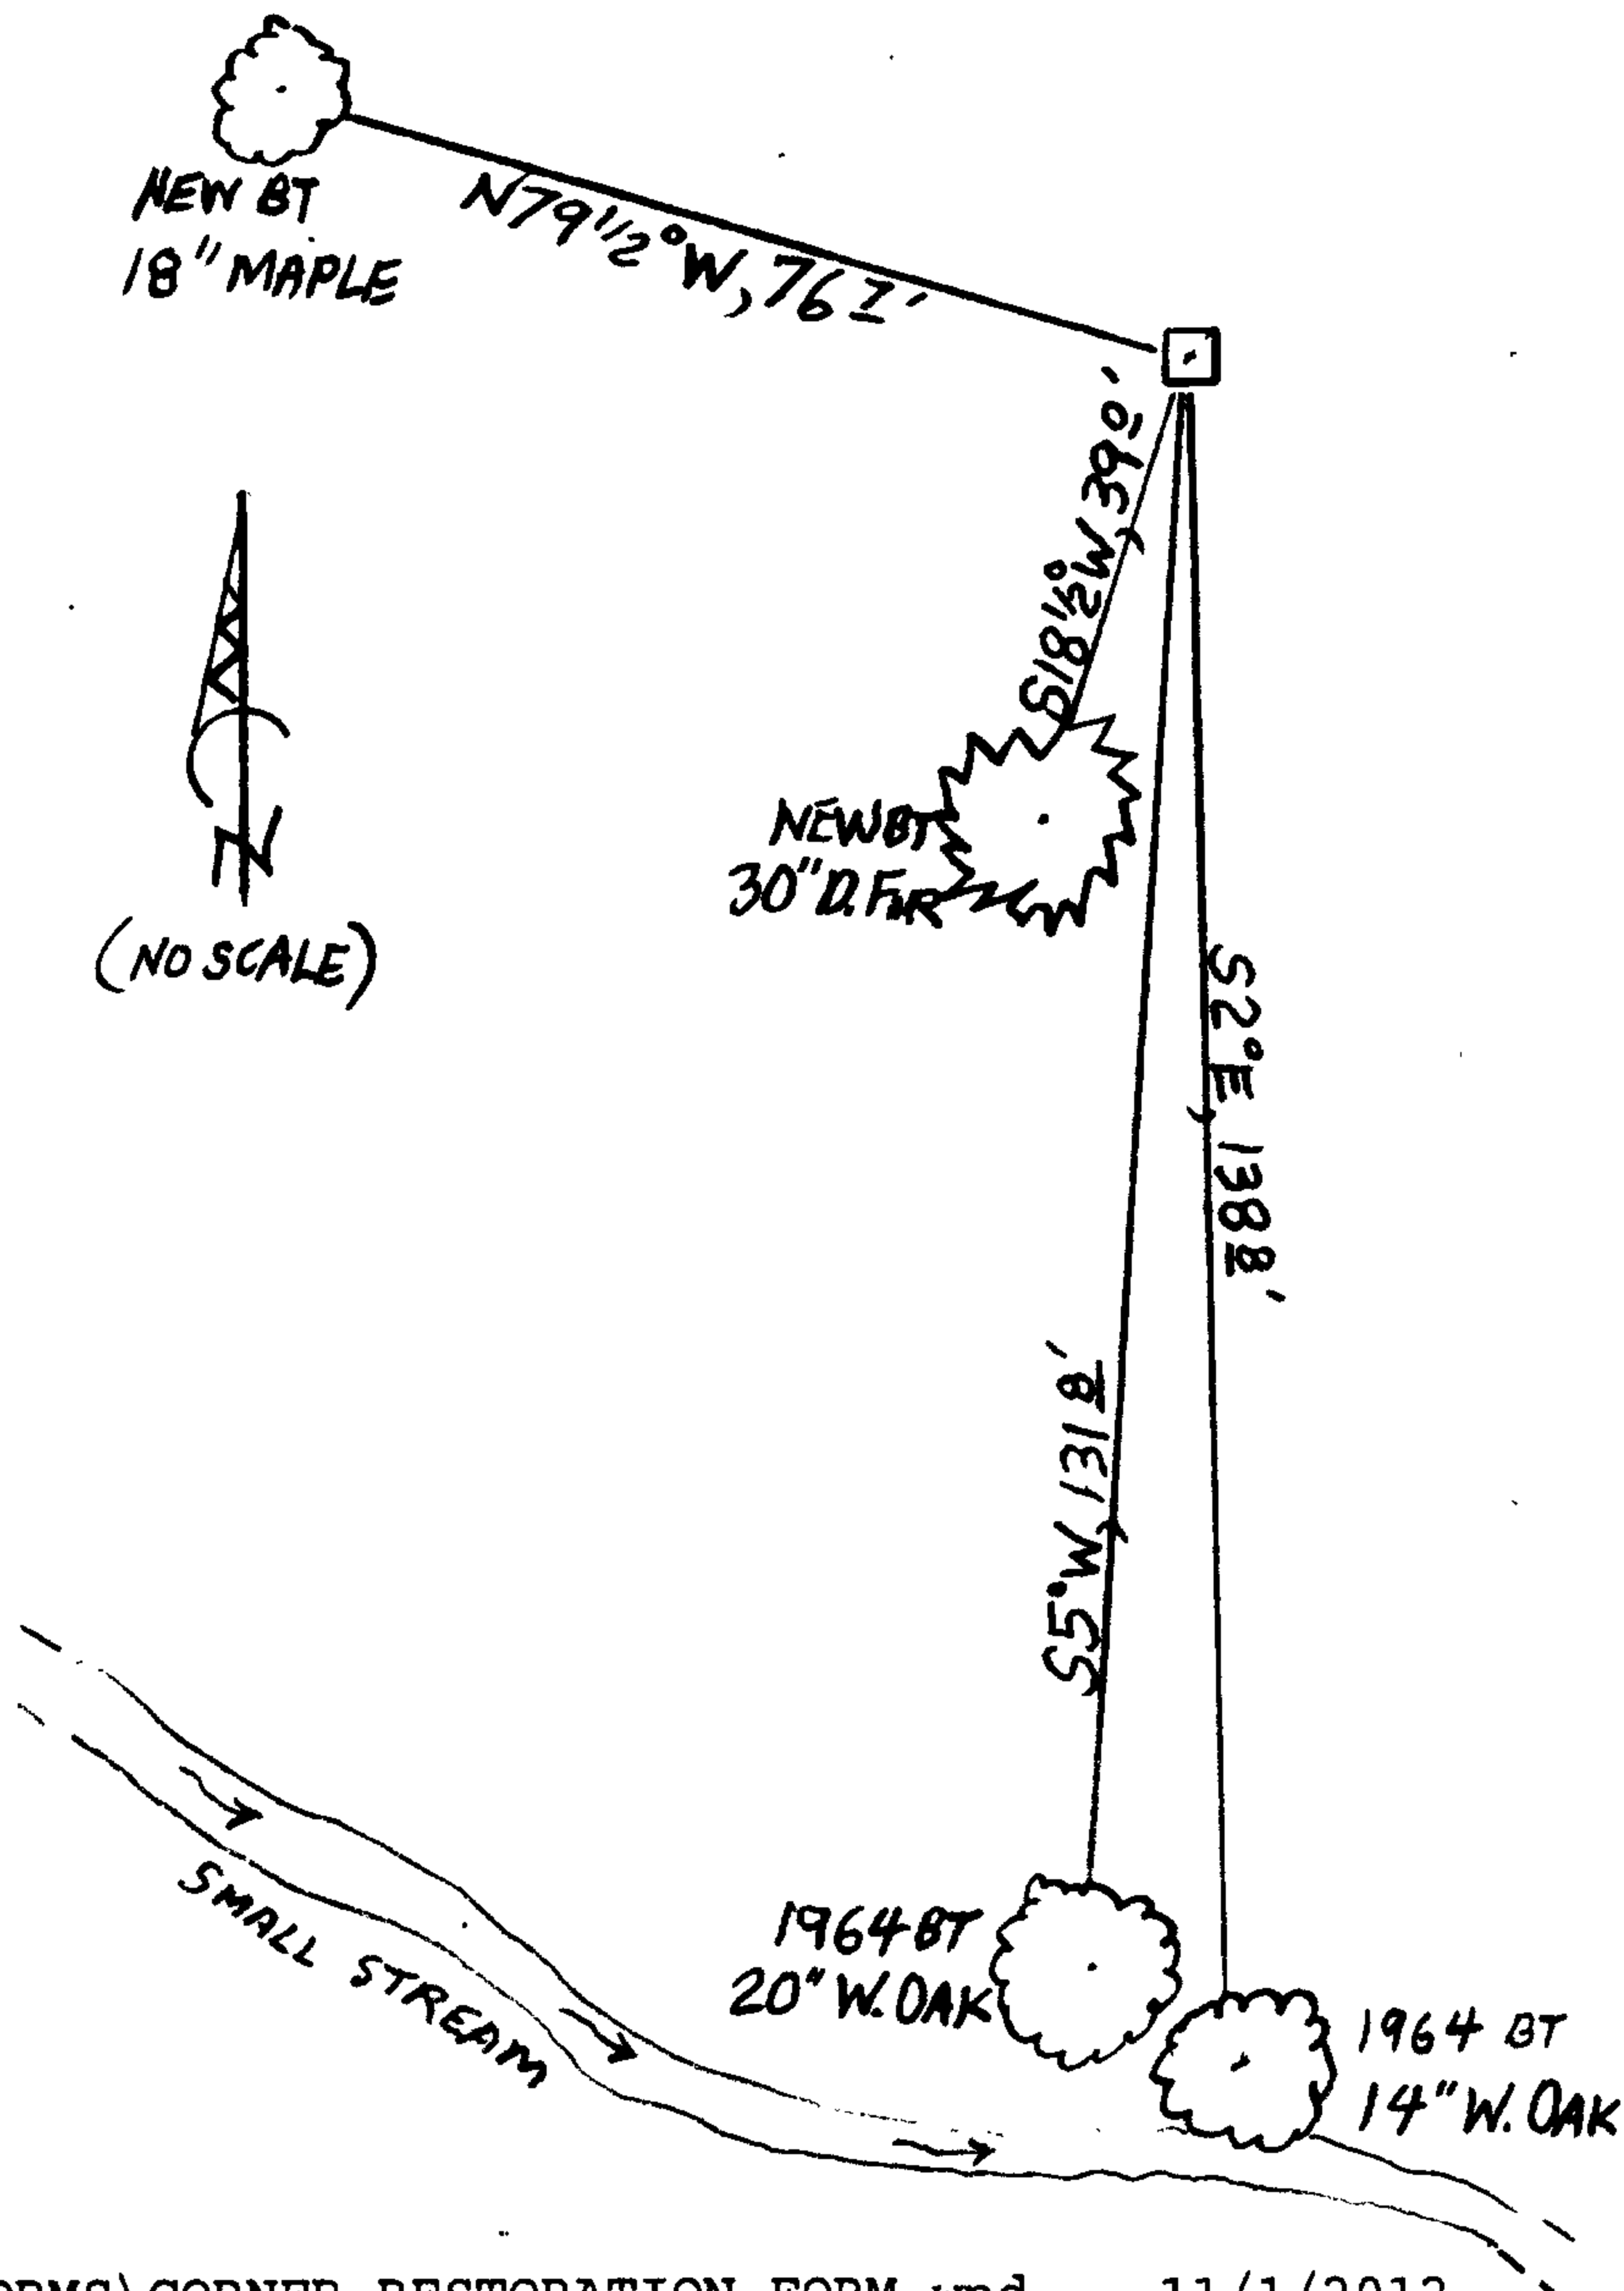 NEW BT
18" MAPLE
N79½°W, 76 7'
S18½°W, 39 0'
N
(NO SCALE)
NEW BT
30" D. FIR
S2°E, 138 8'
S5°W, 131 8'
SMALL STREAM
1964 BT
20" W. OAK
1964 BT
14" W. OAK
ORMS\CORNER RESTORATION FORM.wpd 11/1/2013